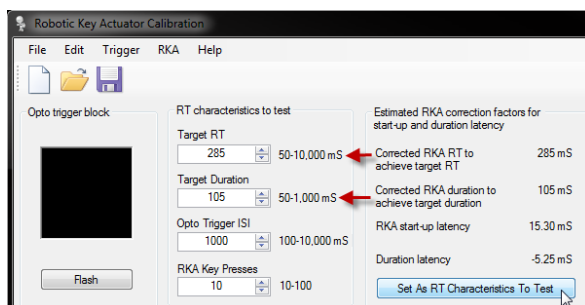 Robotic Key Actuator Calibration
File Edit Trigger RKA Help
Opto trigger block
Flash
RT characteristics to test
Target RT
285 50-10,000 mS
Target Duration
105 50-1,000 mS
Opto Trigger ISI
1000 100-10,000 mS
RKA Key Presses
10 10-100
Estimated RKA correction factors for
start-up and duration latency
Corrected RKA RT to
achieve target RT 285 mS
Corrected RKA duration to
achieve target duration 105 mS
RKA start-up latency 15.30 mS
Duration latency -5.25 mS
Set As RT Characteristics To Test